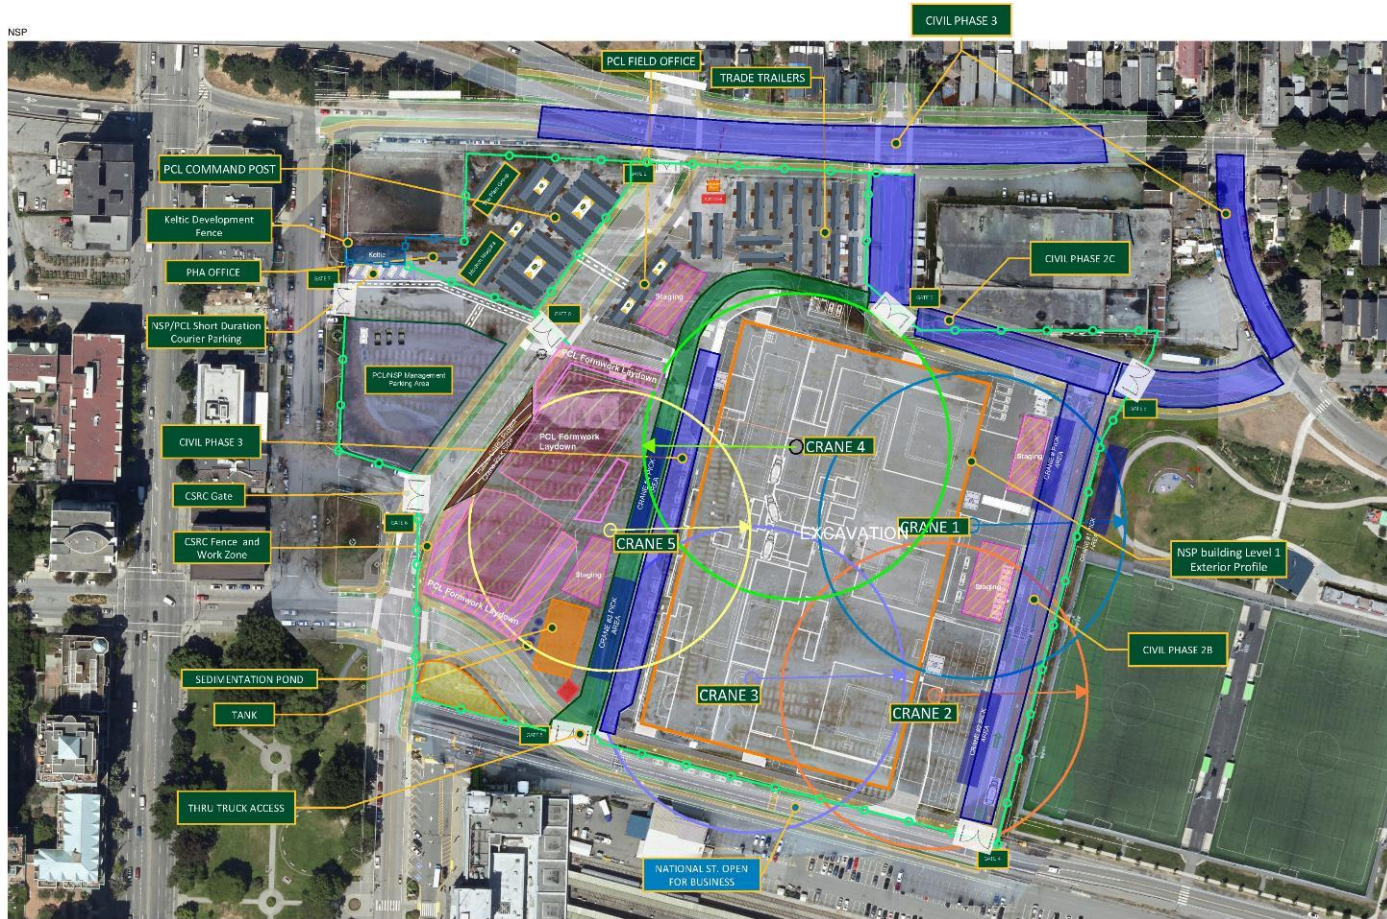 NSP
CIVIL PHASE 3
PCL FIELD OFFICE
TRADE TRAILERS
PCL COMMAND POST
Keltic Development
Fence
PHA OFFICE
Keltic
NSP/PCL Short Duration
Courier Parking
PCL/NSP Management
Parking Area
CIVIL PHASE 2C
Staging
PCL Formwork Laydown
PCL Formwork
Laydown
CIVIL PHASE 3
CRANE 4
Staging
CSRC Gate
CRANE 1
EXCAVATION
CRANE 5
CSRC Fence and
Work Zone
NSP building Level 1
Exterior Profile
Staging
Staging
PCL Formwork Laydown
CIVIL PHASE 2B
SEDIVENTATION POND
TANK
CRANE 3
CRANE 2
THRU TRUCK ACCESS
GATE 4
NATIONAL ST. OPEN
FOR BUSINESS